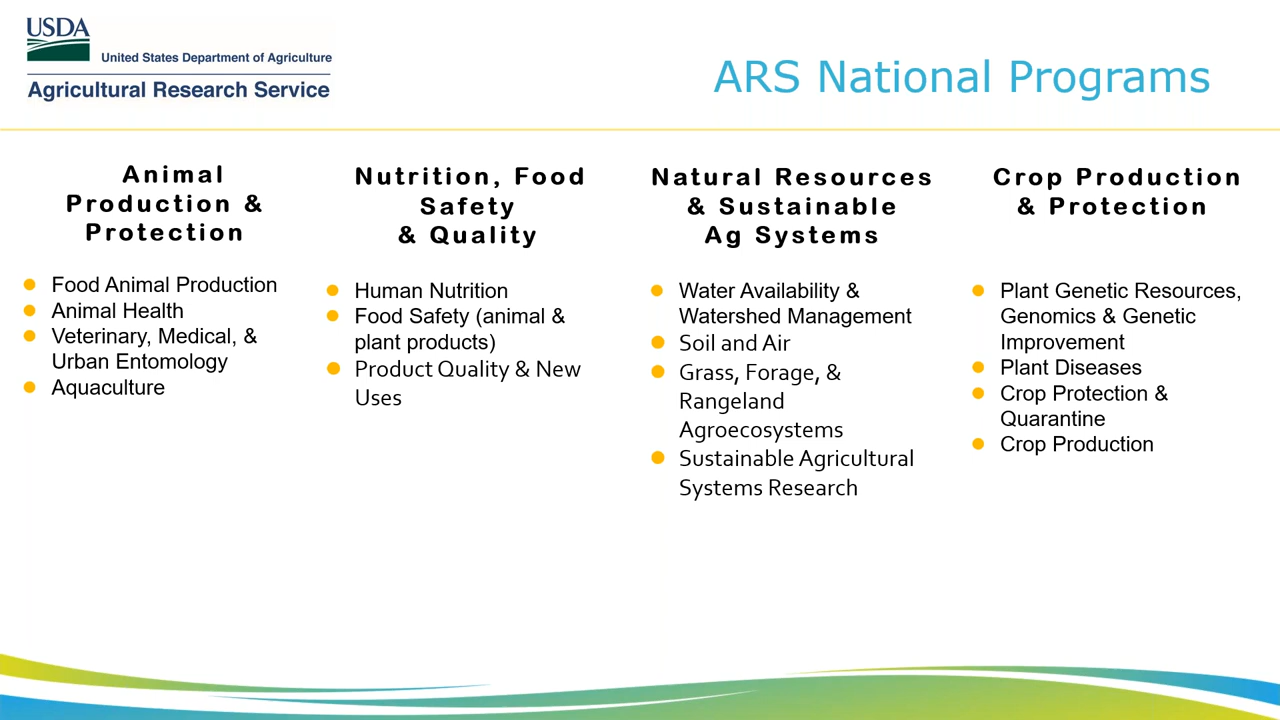 USDA
United States Department of Agriculture
Agricultural Research Service
ARS National Programs
Animal
Production &
Protection
Food Animal Production
Animal Health
Veterinary, Medical, &
Urban Entomology
Aquaculture
Nutrition, Food
Safety
& Quality
Human Nutrition
Food Safety (animal &
plant products)
Product Quality & New
Uses
Natural Resources
& Sustainable
Ag Systems
Water Availability &
Watershed Management
Soil and Air
Grass, Forage, &
Rangeland
Agroecosystems
Sustainable Agricultural
Systems Research
Crop Production
& Protection
Plant Genetic Resources,
Genomics & Genetic
Improvement
Plant Diseases
Crop Protection &
Quarantine
Crop Production